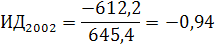 ИД₂₀₀₂ = −612,2 / 645,4 = −0,94